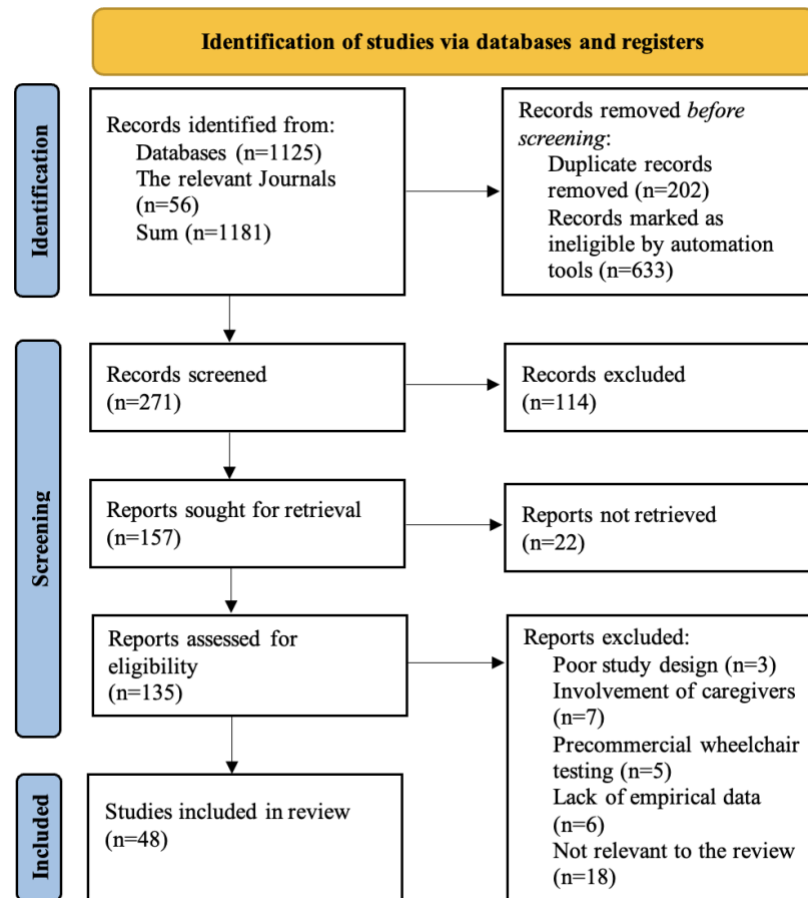 Identification of studies via databases and registers
Identification
Records identified from:
Databases (n=1125)
The relevant Journals
(n=56)
Sum (n=1181)
Records removed before
screening:
Duplicate records
removed (n=202)
Records marked as
ineligible by automation
tools (n=633)
Screening
Records screened
(n=271)
Records excluded
(n=114)
Reports sought for retrieval
(n=157)
Reports not retrieved
(n=22)
Reports assessed for
eligibility
(n=135)
Reports excluded:
Poor study design (n=3)
Involvement of caregivers
(n=7)
Precommercial wheelchair
testing (n=5)
Lack of empirical data
(n=6)
Not relevant to the review
(n=18)
Included
Studies included in review
(n=48)